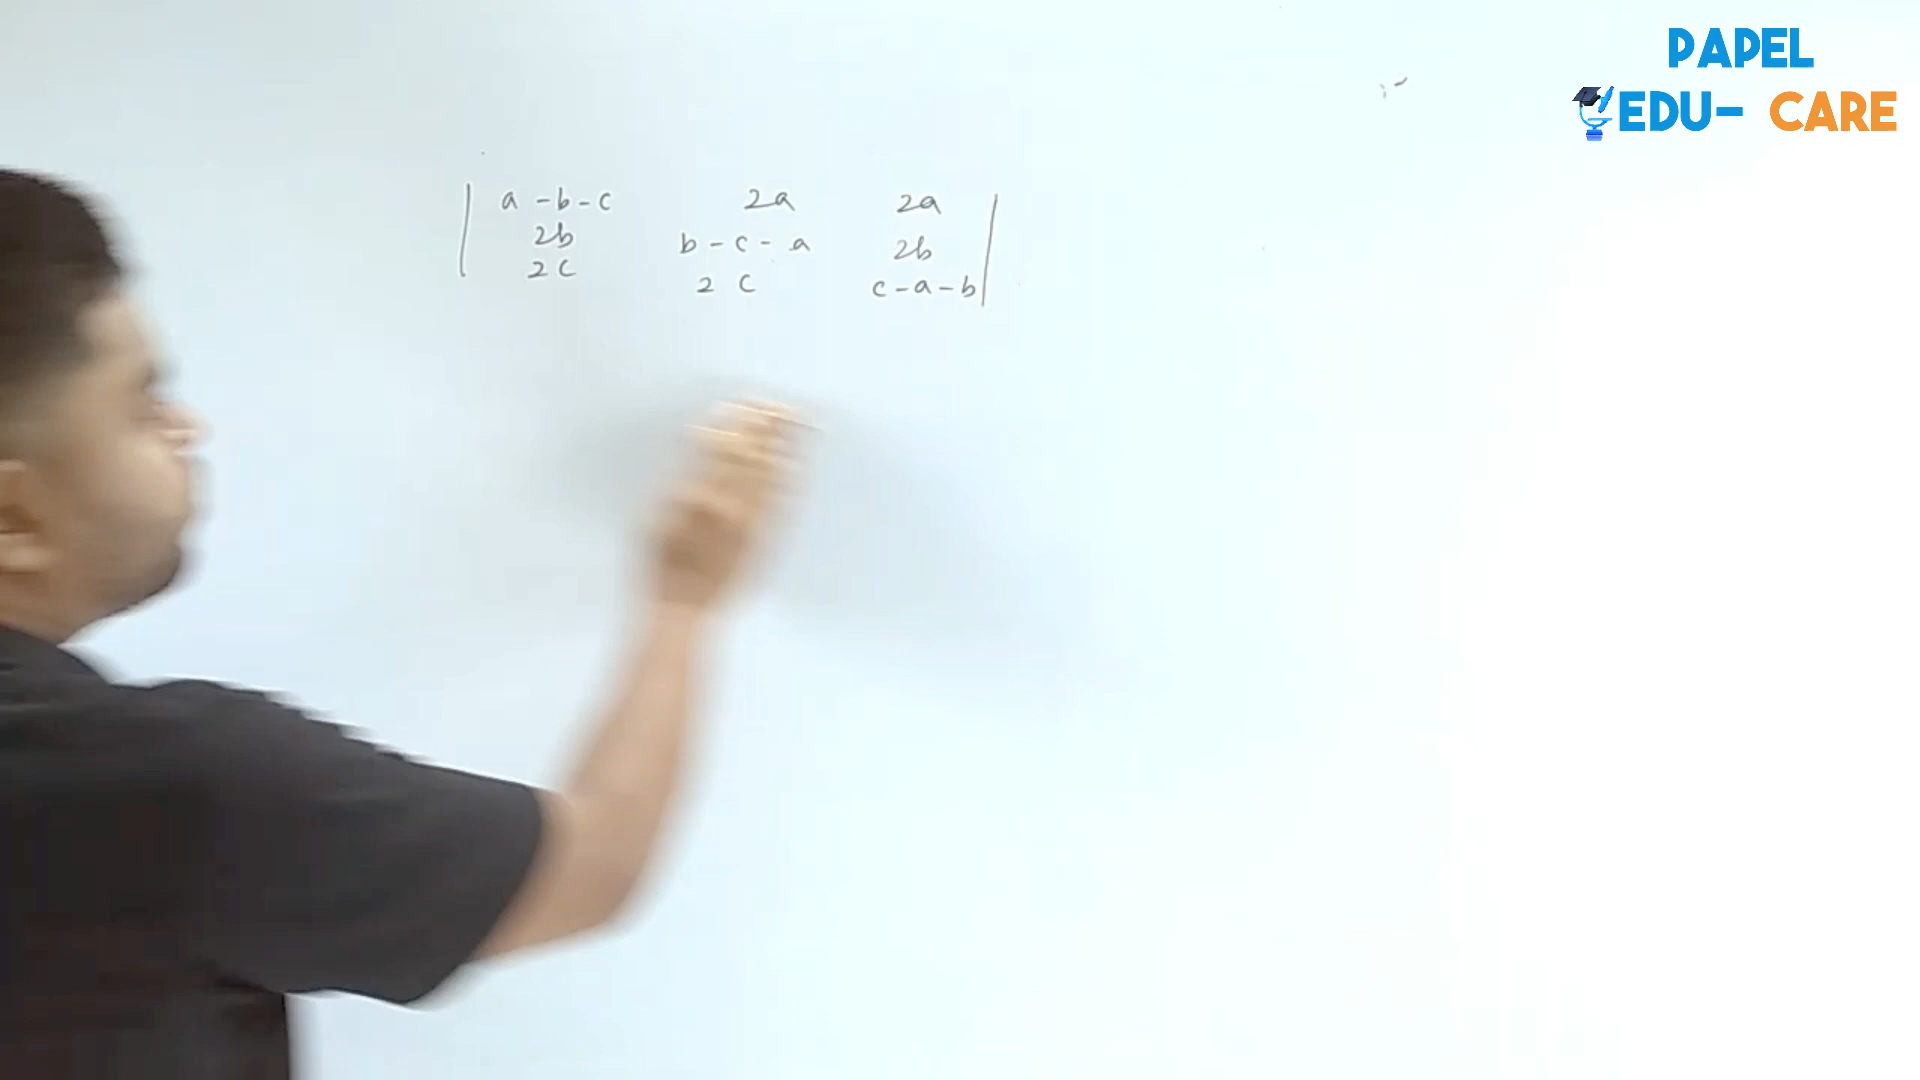 PAPEL
EDU- CARE
| a -b-c 2a 2a |
2b b-c-a 2b
2c 2c c-a-b